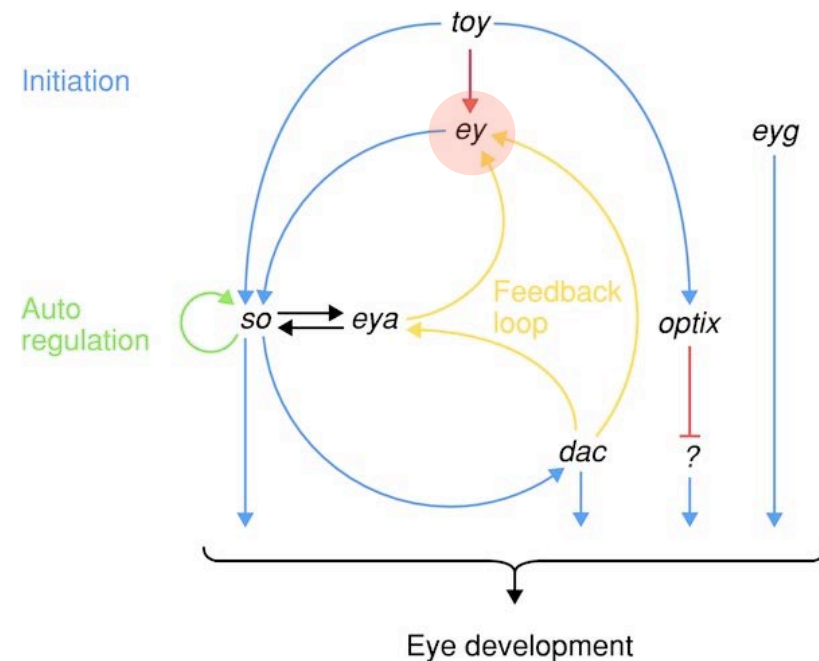 toy
Initiation
ey
eyg
Feedback
loop
Auto
regulation
so
eya
optix
dac
?
Eye development